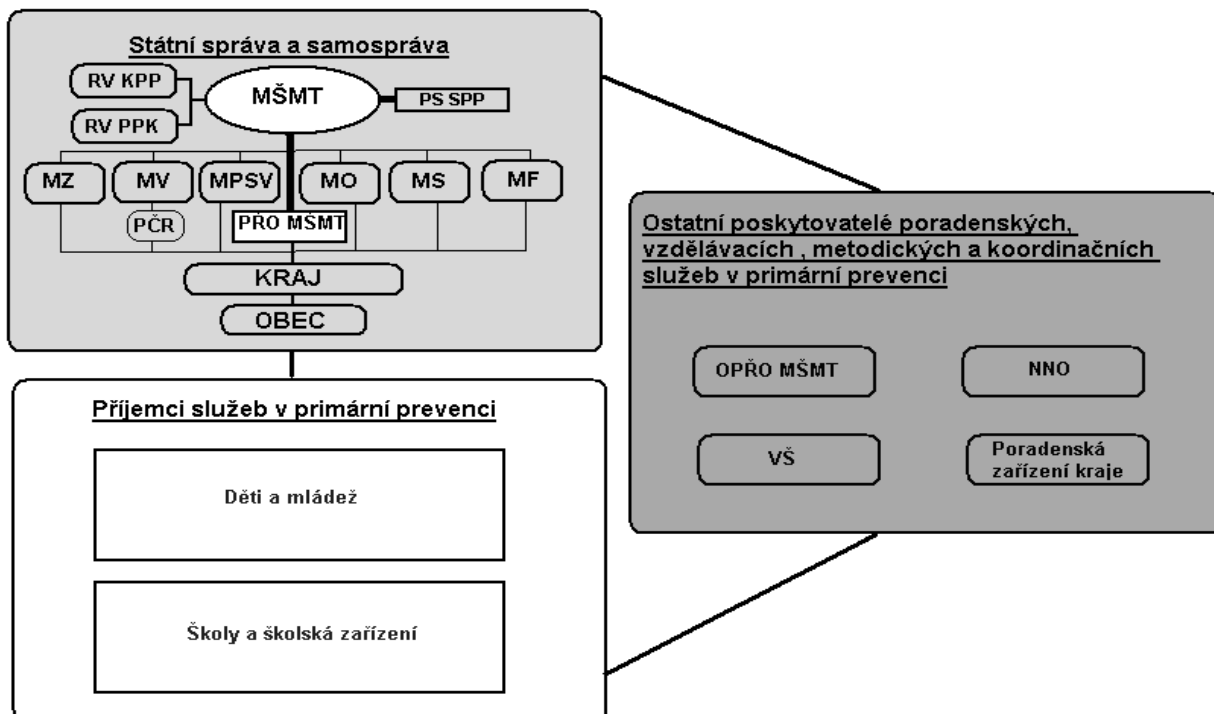 Státní správa a samospráva
RV KPP
MŠMT
PS SPP
RV PPK
MZ
MV
MPSV
MO
MS
MF
PČR
PŘO MŠMT
KRAJ
OBEC
Ostatní poskytovatelé poradenských,
vzdělávacích , metodických a koordinačních
služeb v primární prevenci
OPŘO MŠMT
NNO
VŠ
Poradenská
zařízení kraje
Příjemci služeb v primární prevenci
Děti a mládež
Školy a školská zařízení